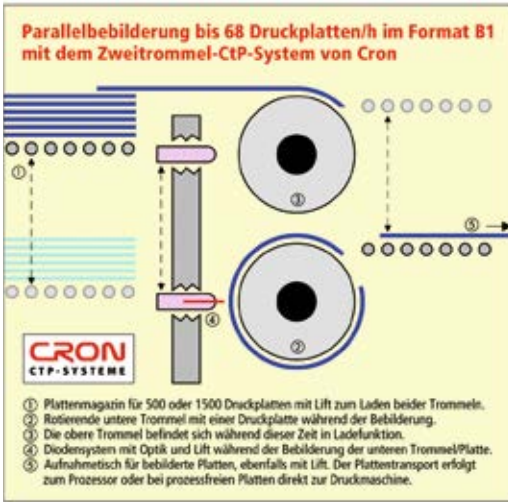 Parallelbebilderung bis 68 Druckplatten/h im Format B1
mit dem Zweitrommel-CtP-System von Cron
①
③
⑤
④
②
CRON
CTP-SYSTEME
① Plattenmagazin für 500 oder 1500 Druckplatten mit Lift zum Laden beider Trommeln.
② Rotierende untere Trommel mit einer Druckplatte während der Bebilderung.
③ Die obere Trommel befindet sich während dieser Zeit in Ladefunktion.
④ Diodensystem mit Optik und Lift während der Bebilderung der unteren Trommel/Platte.
⑤ Aufnahmetisch für bebilderte Platten, ebenfalls mit Lift. Der Plattentransport erfolgt
zum Prozessor oder bei prozessfreien Platten direkt zur Druckmaschine.